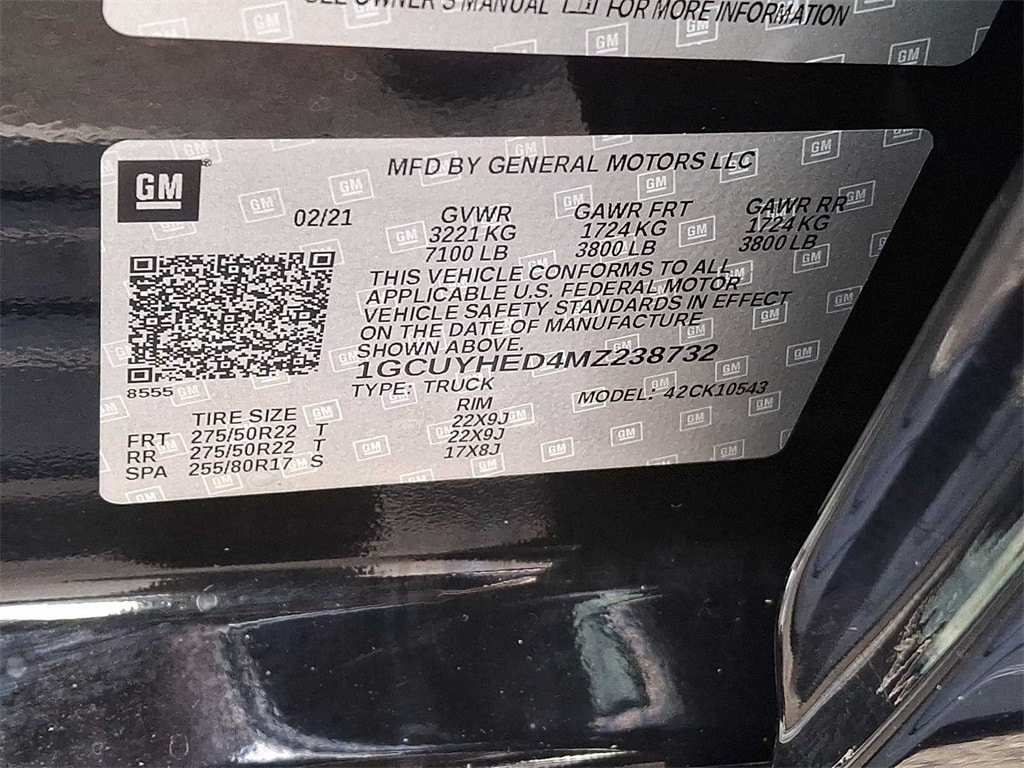 SEE OWNER'S MANUAL FOR MORE INFORMATION
GM
MFD BY GENERAL MOTORS LLC
02/21 GVWR GAWR FRT GAWR RR
3221 KG 1724 KG 1724 KG
7100 LB 3800 LB 3800 LB
THIS VEHICLE CONFORMS TO ALL
APPLICABLE U.S. FEDERAL MOTOR
VEHICLE SAFETY STANDARDS IN EFFECT
ON THE DATE OF MANUFACTURE
SHOWN ABOVE.
1GCUYHED4MZ238732
8555 TYPE: TRUCK MODEL: 42CK10543
TIRE SIZE RIM
FRT 275/50R22 T 22X9J
RR 275/50R22 T 22X9J
SPA 255/80R17 S 17X8J